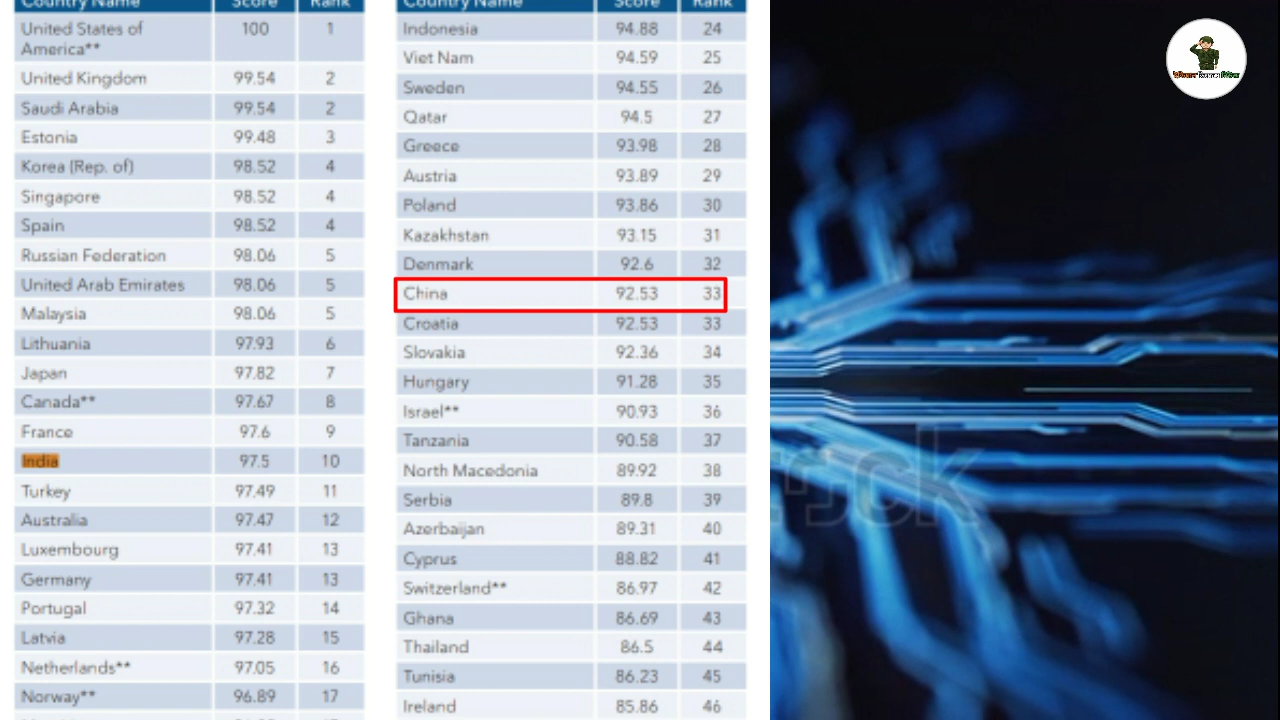 Country Name Score Rank
United States of America** 100 1
United Kingdom 99.54 2
Saudi Arabia 99.54 2
Estonia 99.48 3
Korea (Rep. of) 98.52 4
Singapore 98.52 4
Spain 98.52 4
Russian Federation 98.06 5
United Arab Emirates 98.06 5
Malaysia 98.06 5
Lithuania 97.93 6
Japan 97.82 7
Canada** 97.67 8
France 97.6 9
India 97.5 10
Turkey 97.49 11
Australia 97.47 12
Luxembourg 97.41 13
Germany 97.41 13
Portugal 97.32 14
Latvia 97.28 15
Netherlands** 97.05 16
Norway** 96.89 17
Country Name Score Rank
Indonesia 94.88 24
Viet Nam 94.59 25
Sweden 94.55 26
Qatar 94.5 27
Greece 93.98 28
Austria 93.89 29
Poland 93.86 30
Kazakhstan 93.15 31
Denmark 92.6 32
China 92.53 33
Croatia 92.53 33
Slovakia 92.36 34
Hungary 91.28 35
Israel** 90.93 36
Tanzania 90.58 37
North Macedonia 89.92 38
Serbia 89.8 39
Azerbaijan 89.31 40
Cyprus 88.82 41
Switzerland** 86.97 42
Ghana 86.69 43
Thailand 86.5 44
Tunisia 86.23 45
Ireland 85.86 46